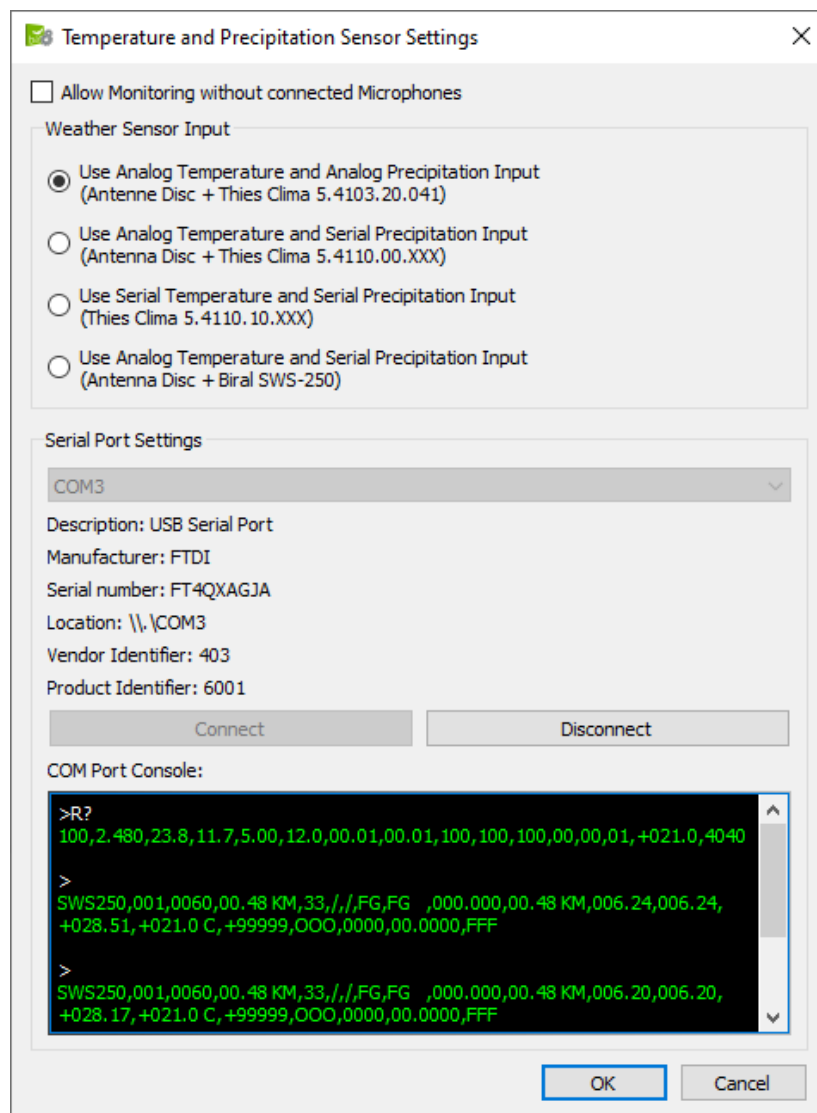 Temperature and Precipitation Sensor Settings
Allow Monitoring without connected Microphones
Weather Sensor Input
Use Analog Temperature and Analog Precipitation Input
(Antenne Disc + Thies Clima 5.4103.20.041)
Use Analog Temperature and Serial Precipitation Input
(Antenna Disc + Thies Clima 5.4110.00.XXX)
Use Serial Temperature and Serial Precipitation Input
(Thies Clima 5.4110.10.XXX)
Use Analog Temperature and Serial Precipitation Input
(Antenna Disc + Biral SWS-250)
Serial Port Settings
COM3
Description: USB Serial Port
Manufacturer: FTDI
Serial number: FT4QXAGJA
Location: \\.\COM3
Vendor Identifier: 403
Product Identifier: 6001
Connect
Disconnect
COM Port Console:
>R?
100,2.480,23.8,11.7,5.00,12.0,00.01,00.01,100,100,100,00,00,01,+021.0,4040
>
SWS250,001,0060,00.48 KM,33,/,/,FG,FG   ,000.000,00.48 KM,006.24,006.24,
+028.51,+021.0 C,+99999,OOO,0000,00.0000,FFF
>
SWS250,001,0060,00.48 KM,33,/,/,FG,FG   ,000.000,00.48 KM,006.20,006.20,
+028.17,+021.0 C,+99999,OOO,0000,00.0000,FFF
OK
Cancel